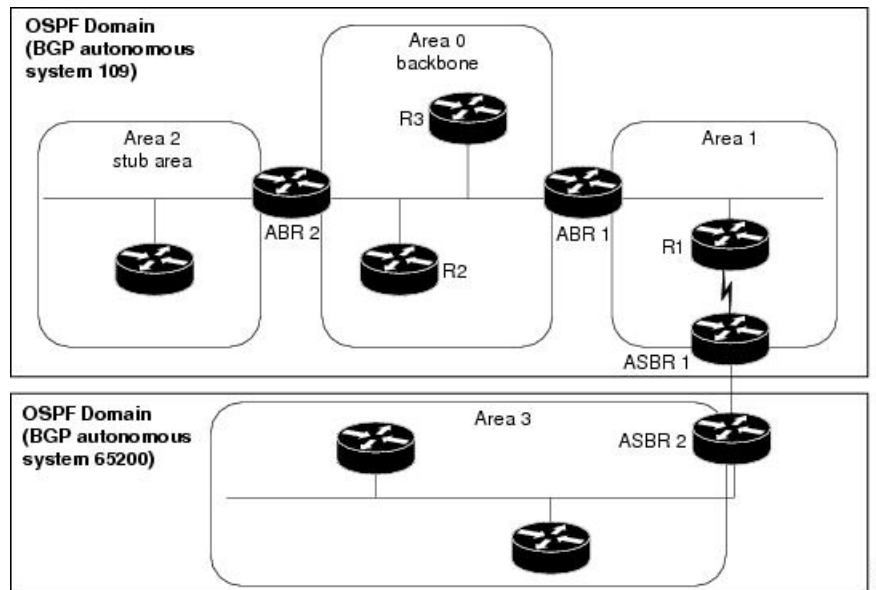 OSPF Domain
(BGP autonomous
system 109)
Area 0
backbone
R3
Area 2
stub area
Area 1
ABR 2
ABR 1
R1
R2
ASBR 1
OSPF Domain
(BGP autonomous
system 65200)
Area 3
ASBR 2